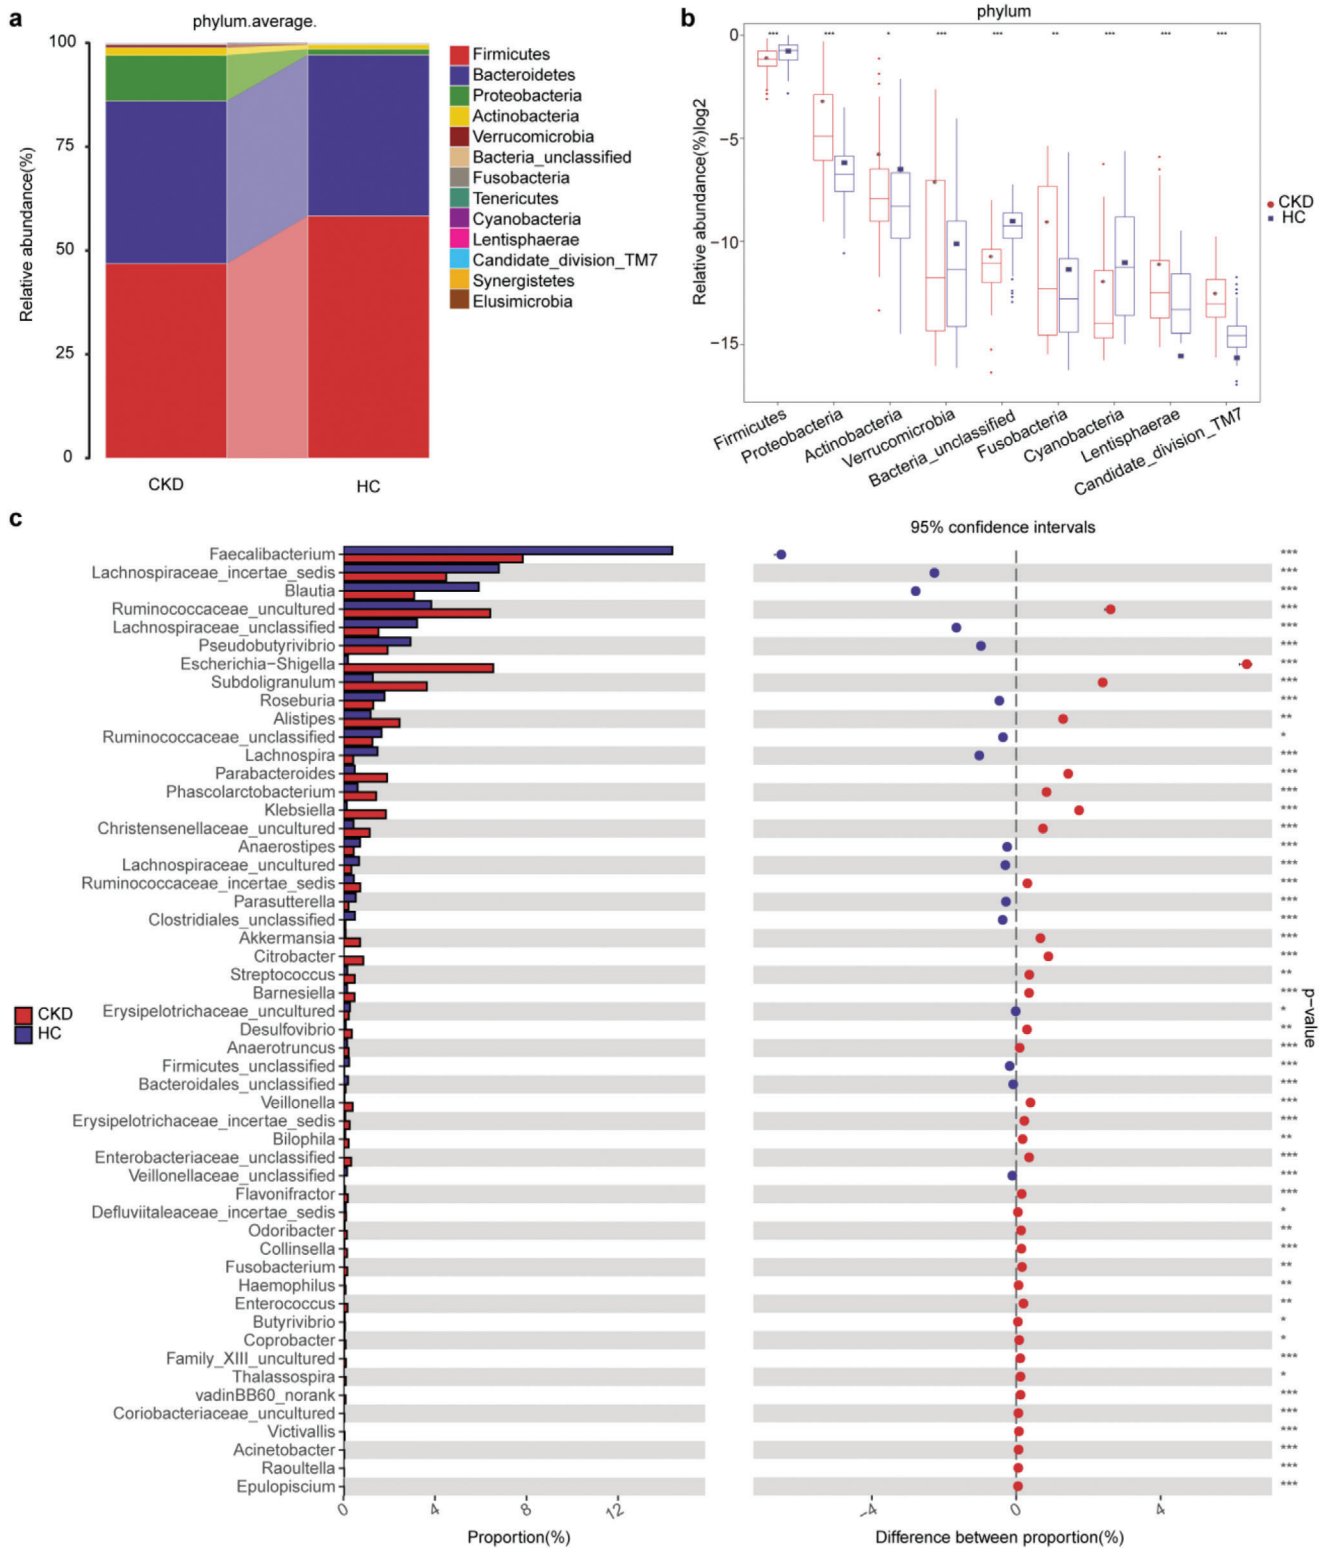 a
phylum.average.
100
75
50
25
0
Relative abundance(%)
CKD
HC
Firmicutes
Bacteroidetes
Proteobacteria
Actinobacteria
Verrucomicrobia
Bacteria_unclassified
Fusobacteria
Tenericutes
Cyanobacteria
Lentisphaerae
Candidate_division_TM7
Synergistetes
Elusimicrobia
b
phylum
*** *** * *** *** ** *** *** ***
0
−5
−10
−15
Relative abundance(%)log2
Firmicutes
Proteobacteria
Actinobacteria
Verrucomicrobia
Bacteria_unclassified
Fusobacteria
Cyanobacteria
Lentisphaerae
Candidate_division_TM7
CKD
HC
c
95% confidence intervals
Faecalibacterium ***
Lachnospiraceae_incertae_sedis ***
Blautia ***
Ruminococcaceae_uncultured ***
Lachnospiraceae_unclassified ***
Pseudobutyrivibrio ***
Escherichia−Shigella ***
Subdoligranulum ***
Roseburia ***
Alistipes **
Ruminococcaceae_unclassified *
Lachnospira ***
Parabacteroides ***
Phascolarctobacterium ***
Klebsiella ***
Christensenellaceae_uncultured ***
Anaerostipes ***
Lachnospiraceae_uncultured ***
Ruminococcaceae_incertae_sedis ***
Parasutterella ***
Clostridiales_unclassified ***
Akkermansia ***
Citrobacter ***
Streptococcus **
Barnesiella ***
Erysipelotrichaceae_uncultured *
Desulfovibrio **
Anaerotruncus ***
Firmicutes_unclassified ***
Bacteroidales_unclassified ***
Veillonella ***
Erysipelotrichaceae_incertae_sedis ***
Bilophila **
Enterobacteriaceae_unclassified ***
Veillonellaceae_unclassified ***
Flavonifractor ***
Defluviitaleaceae_incertae_sedis *
Odoribacter **
Collinsella ***
Fusobacterium **
Haemophilus **
Enterococcus **
Butyrivibrio *
Coprobacter *
Family_XIII_uncultured ***
Thalassospira *
vadinBB60_norank ***
Coriobacteriaceae_uncultured ***
Victivallis ***
Acinetobacter ***
Raoultella ***
Epulopiscium ***
CKD
HC
p−value
0 4 8 12
Proportion(%)
−4 0 4
Difference between proportion(%)